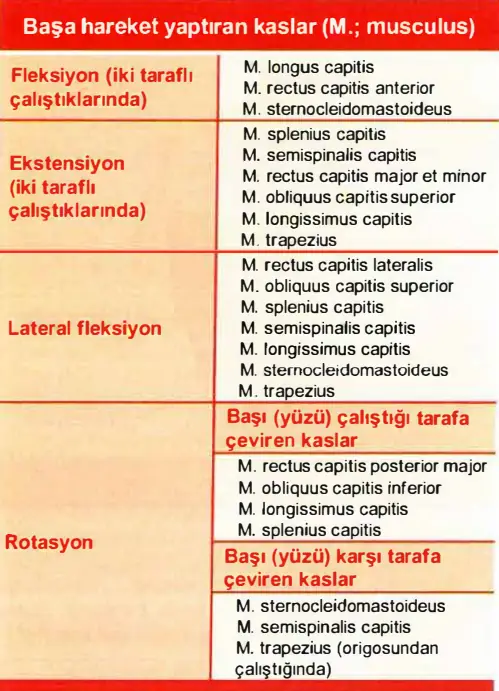 Başa hareket yaptıran kaslar (M.; musculus)
Fleksiyon (iki taraflı
çalıştıklarında)
M. longus capitis
M. rectus capitis anterior
M. sternocleidomastoideus
Ekstensiyon
(iki taraflı
çalıştıklarında)
M. splenius capitis
M. semispinalis capitis
M. rectus capitis major et minor
M. obliquus capitis superior
M. longissimus capitis
M. trapezius
Lateral fleksiyon
M. rectus capitis lateralis
M. obliquus capitis superior
M. splenius capitis
M. semispinalis capitis
M. longissimus capitis
M. sternocleidomastoideus
M. trapezius
Rotasyon
Başı (yüzü) çalıştığı tarafa
çeviren kaslar
M. rectus capitis posterior major
M. obliquus capitis inferior
M. longissimus capitis
M. splenius capitis
Başı (yüzü) karşı tarafa
çeviren kaslar
M. sternocleidomastoideus
M. semispinalis capitis
M. trapezius (origosundan
çalıştığında)